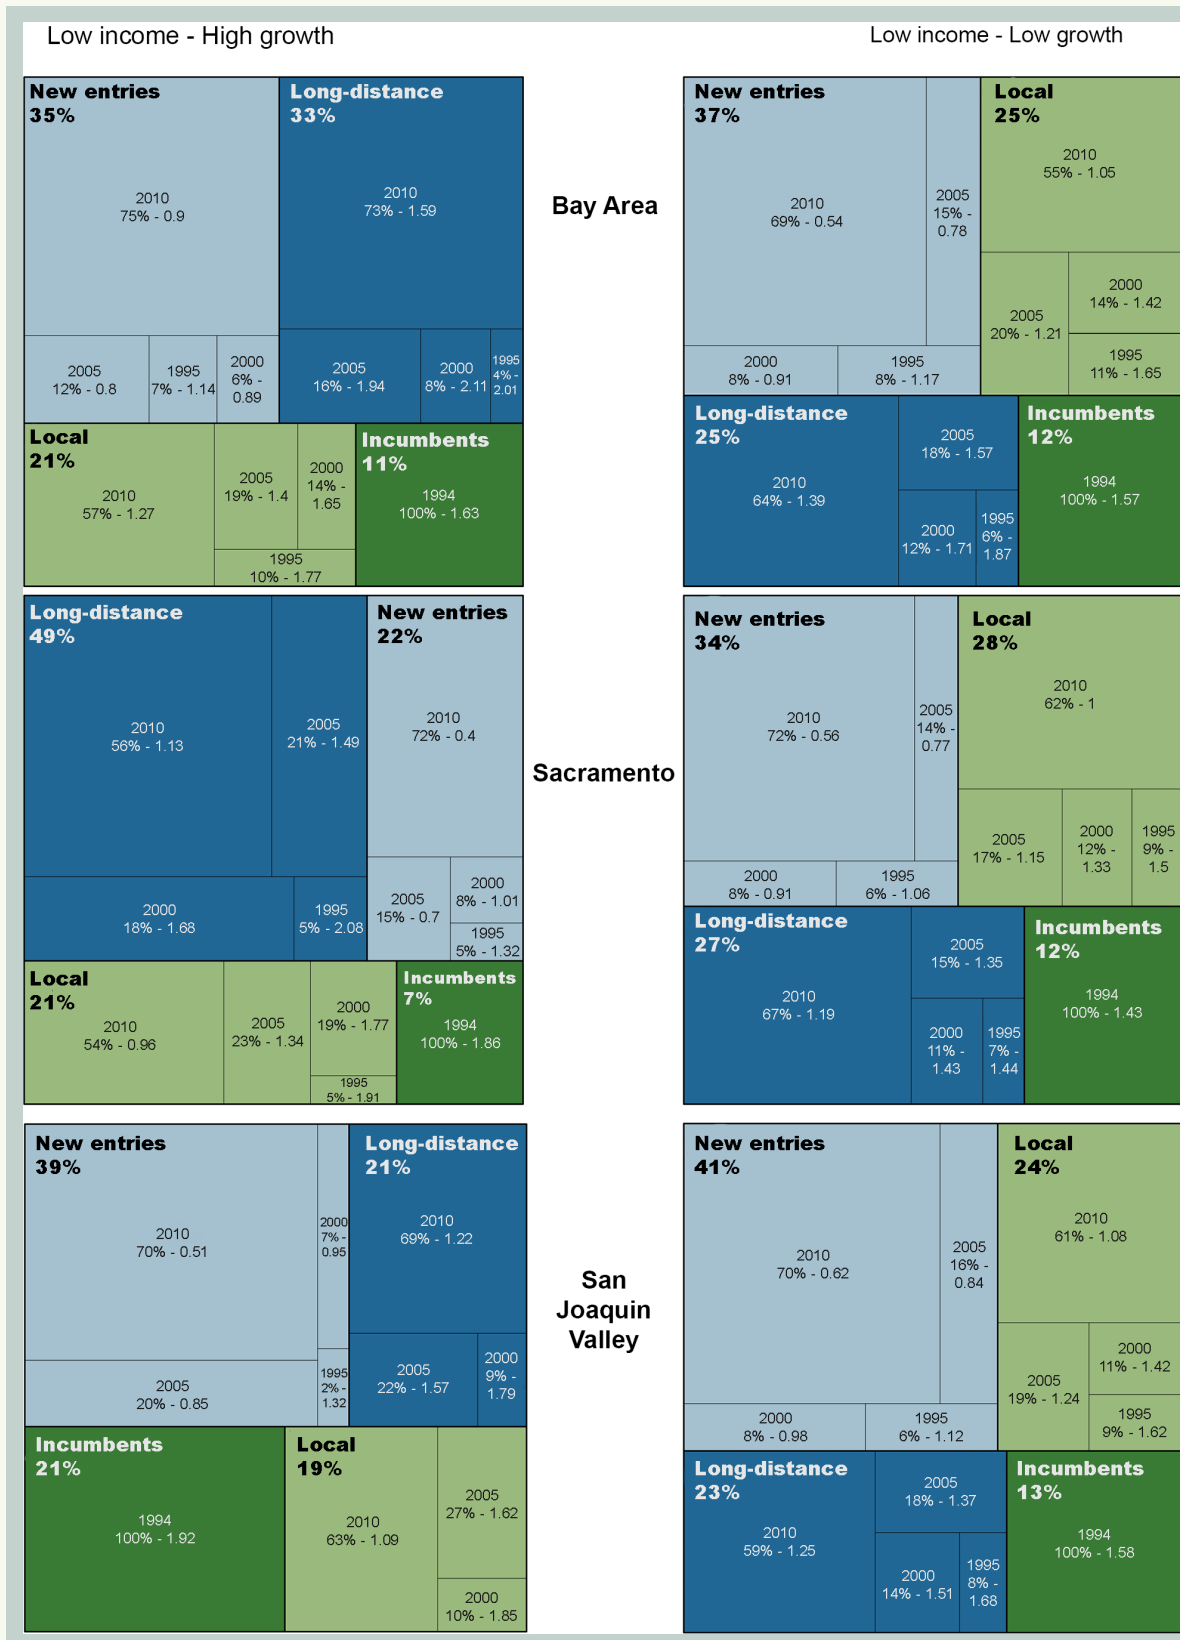 Low income - High growth
Low income - Low growth
New entries
35%
2010
75% - 0.9
2005
12% - 0.8
1995
7% - 1.14
2000
6% -
0.89
Long-distance
33%
2010
73% - 1.59
2005
16% - 1.94
2000
8% - 2.11
1995
4% -
2.01
Local
21%
2010
57% - 1.27
2005
19% - 1.4
2000
14% -
1.65
1995
10% - 1.77
Incumbents
11%
1994
100% - 1.63
Bay Area
New entries
37%
2010
69% - 0.54
2005
15% -
0.78
2000
8% - 0.91
1995
8% - 1.17
Local
25%
2010
55% - 1.05
2005
20% - 1.21
2000
14% - 1.42
1995
11% - 1.65
Long-distance
25%
2010
64% - 1.39
2005
18% - 1.57
2000
12% - 1.71
1995
6% -
1.87
Incumbents
12%
1994
100% - 1.57
Long-distance
49%
2010
56% - 1.13
2005
21% - 1.49
2000
18% - 1.68
1995
5% - 2.08
New entries
22%
2010
72% - 0.4
2005
15% - 0.7
2000
8% - 1.01
1995
5% - 1.32
Local
21%
2010
54% - 0.96
2005
23% - 1.34
2000
19% - 1.77
1995
5% - 1.91
Incumbents
7%
1994
100% - 1.86
Sacramento
New entries
34%
2010
72% - 0.56
2005
14% -
0.77
2000
8% - 0.91
1995
6% - 1.06
Local
28%
2010
62% - 1
2005
17% - 1.15
2000
12% -
1.33
1995
9% -
1.5
Long-distance
27%
2010
67% - 1.19
2005
15% - 1.35
2000
11% -
1.43
1995
7% -
1.44
Incumbents
12%
1994
100% - 1.43
New entries
39%
2010
70% - 0.51
2000
7% -
0.95
2005
20% - 0.85
1995
2% -
1.32
Long-distance
21%
2010
69% - 1.22
2005
22% - 1.57
2000
9% -
1.79
Incumbents
21%
1994
100% - 1.92
Local
19%
2010
63% - 1.09
2005
27% - 1.62
2000
10% - 1.85
San
Joaquin
Valley
New entries
41%
2010
70% - 0.62
2005
16% -
0.84
2000
8% - 0.98
1995
6% - 1.12
Local
24%
2010
61% - 1.08
2005
19% - 1.24
2000
11% - 1.42
1995
9% - 1.62
Long-distance
23%
2010
59% - 1.25
2005
18% - 1.37
2000
14% - 1.51
1995
8% -
1.68
Incumbents
13%
1994
100% - 1.58